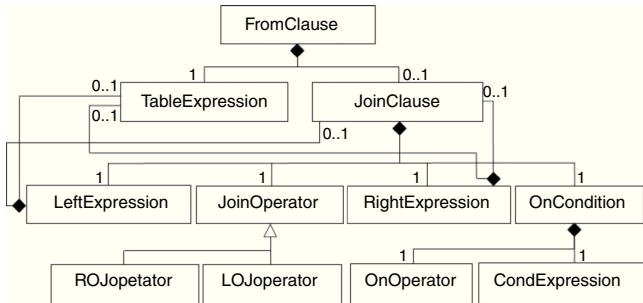 FromClause
1 0..1
0..1 TableExpression JoinClause 0..1
0..1 0..1
1 1 1 1
LeftExpression JoinOperator RightExpression OnCondition
1 1
ROJopetator LOJoperator OnOperator CondExpression